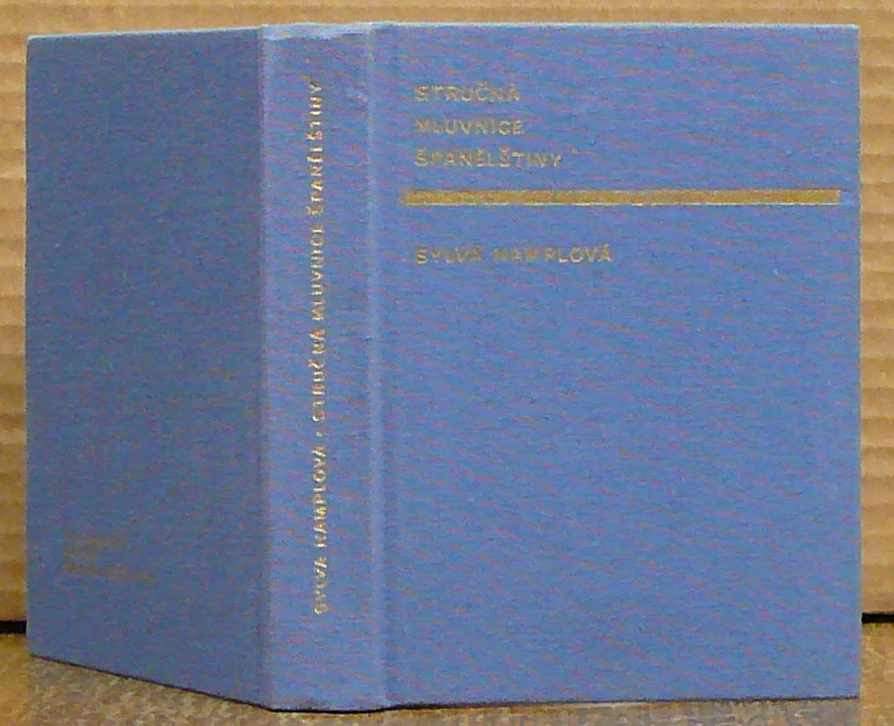 STRUČNÁ
MLUVNICE
ŠPANĚLŠTINY
SYLVA HAMPLOVÁ
SYLVA HAMPLOVÁ · STRUČNÁ MLUVNICE ŠPANĚLŠTINY